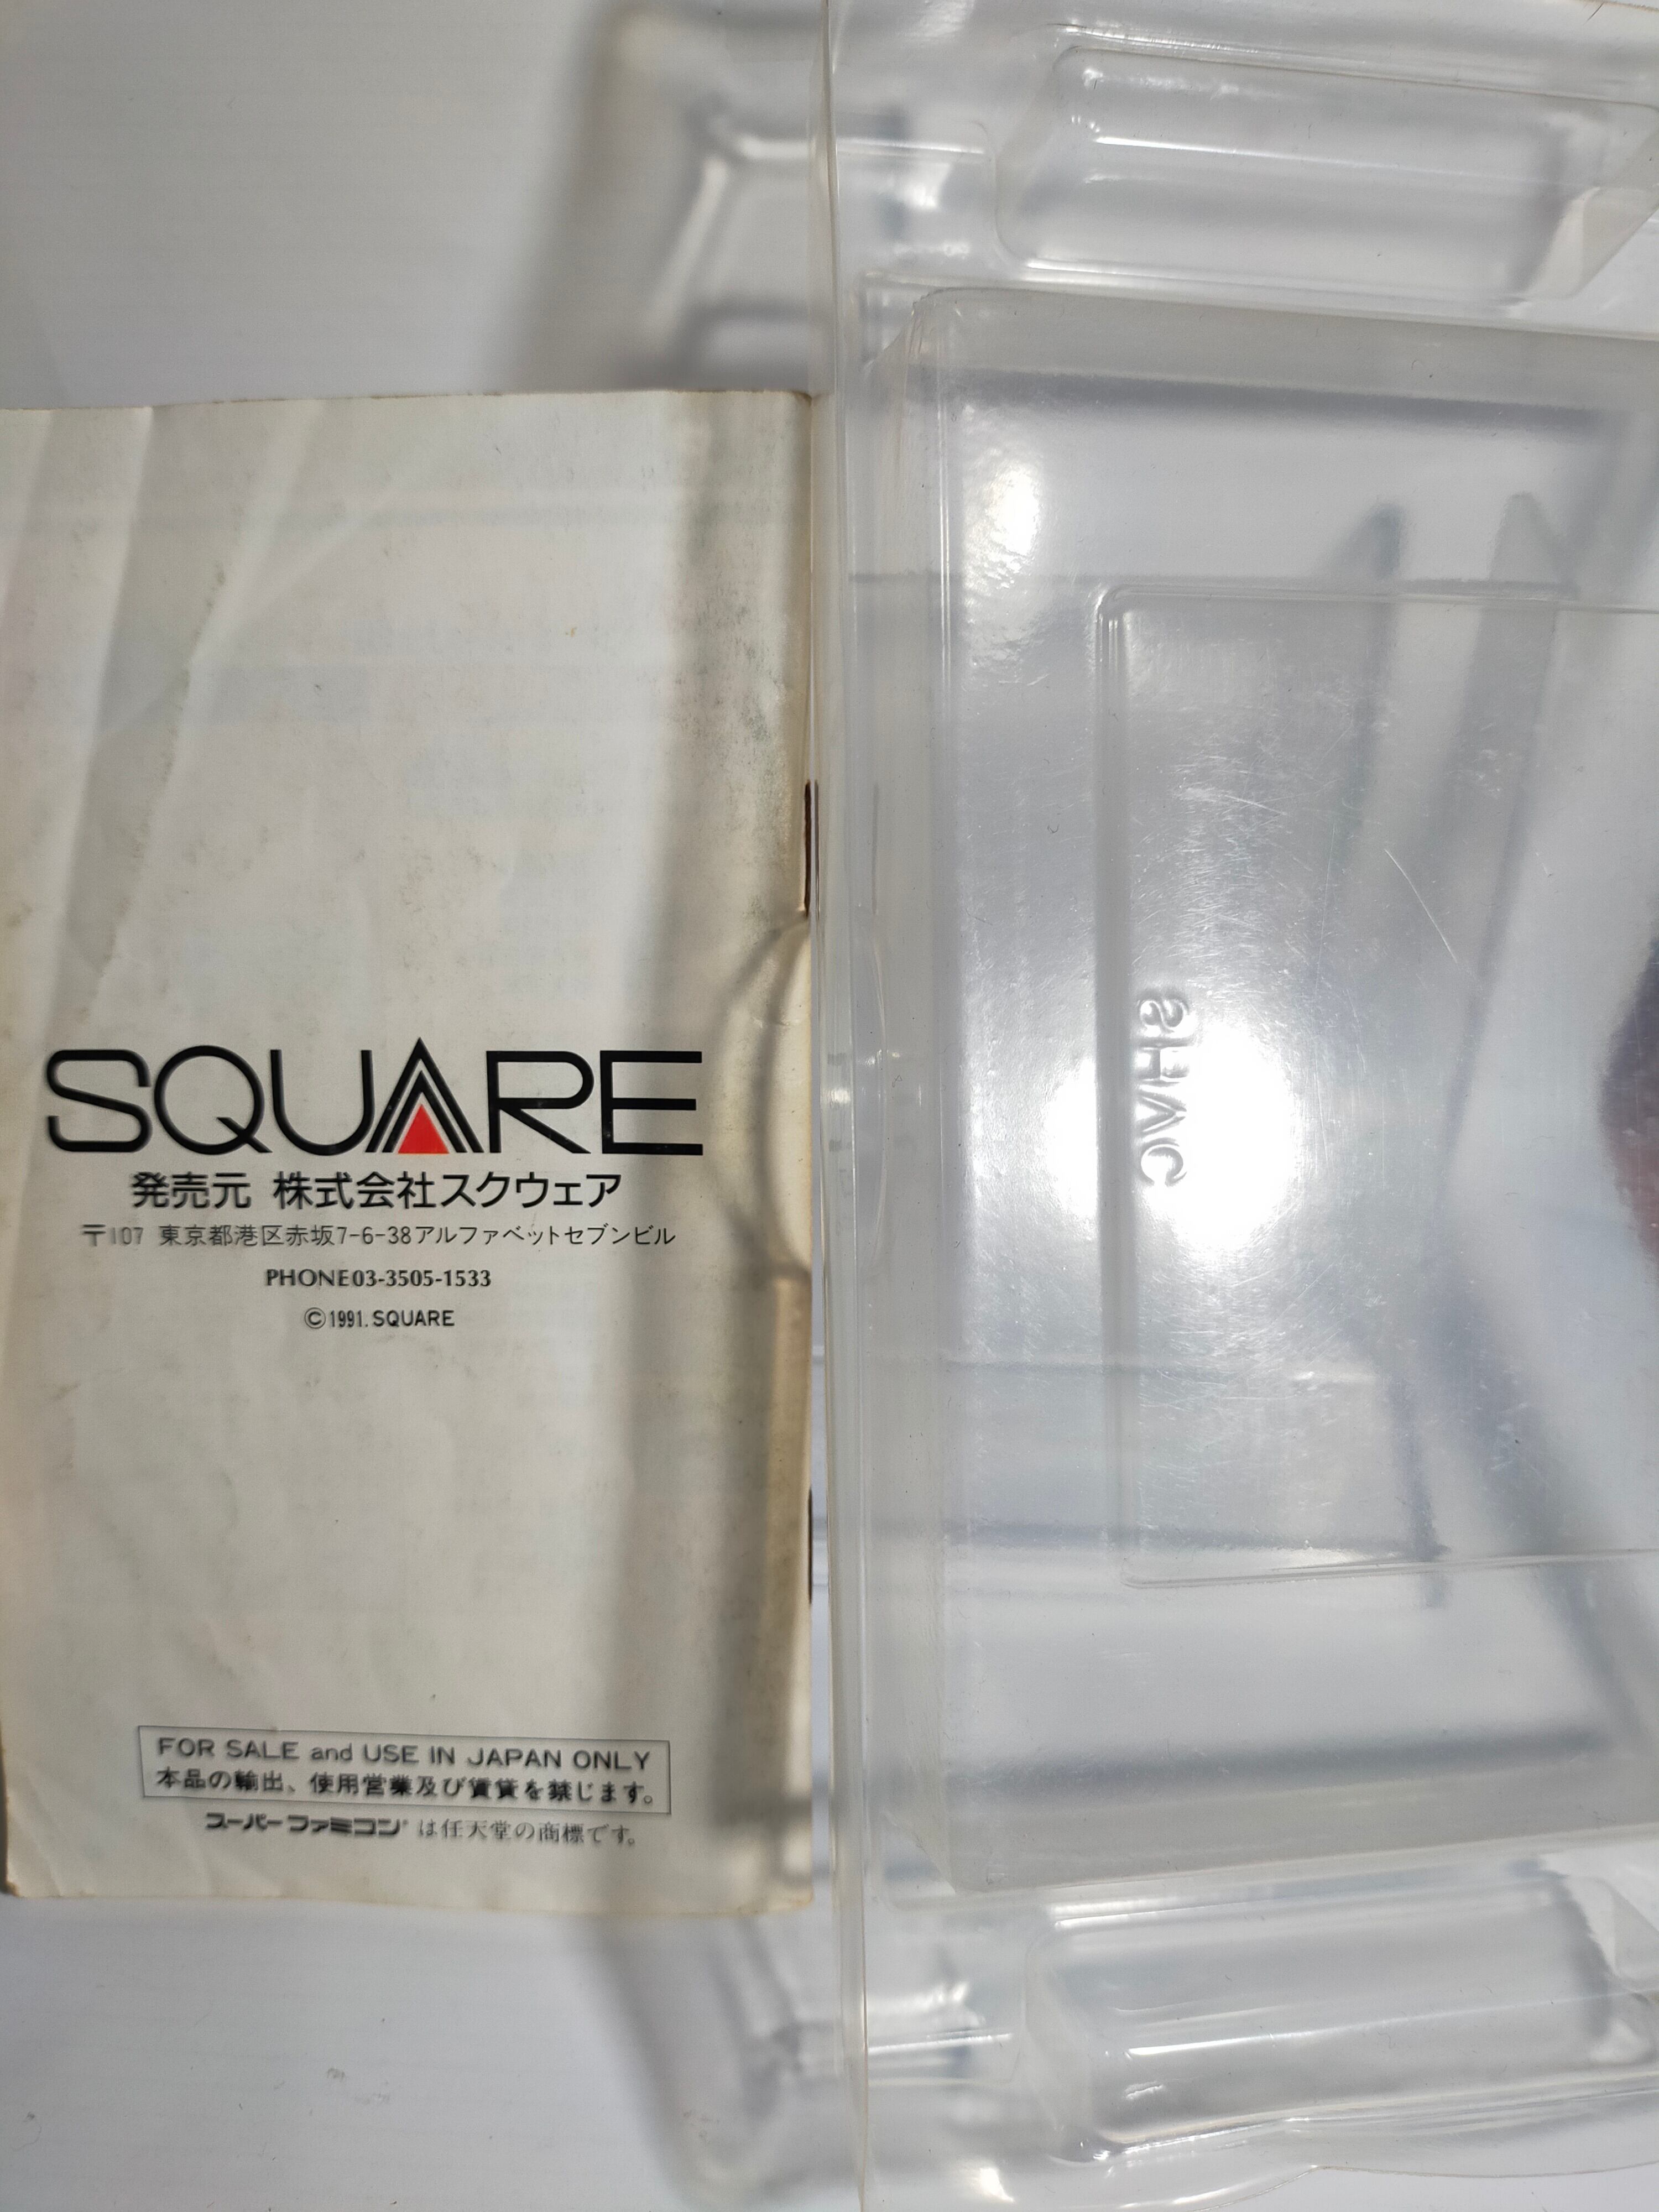 SQUARE
発売元 株式会社スクウェア
〒107 東京都港区赤坂7-6-38アルファベットセブンビル
PHONE03-3505-1533
©1991. SQUARE
FOR SALE and USE IN JAPAN ONLY
本品の輸出、使用営業及び賃貸を禁じます。
スーパーファミコン®は任天堂の商標です。
SHVC